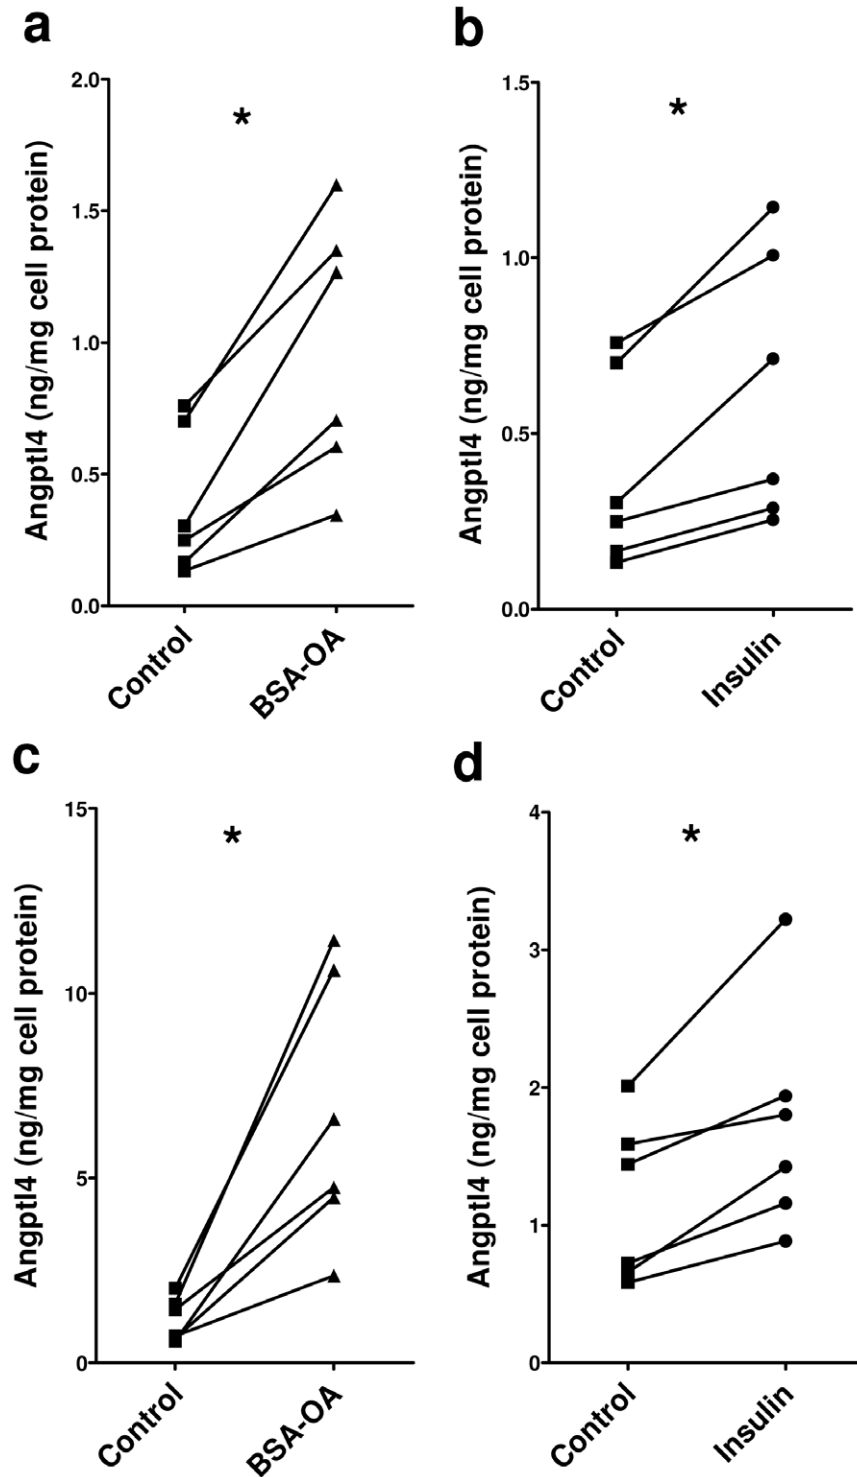 a
2.0
1.5
1.0
0.5
0.0
Angptl4 (ng/mg cell protein)
*
Control
BSA-OA
b
1.5
1.0
0.5
0.0
Angptl4 (ng/mg cell protein)
*
Control
Insulin
c
15
10
5
0
Angptl4 (ng/mg cell protein)
*
Control
BSA-OA
d
4
3
2
1
0
Angptl4 (ng/mg cell protein)
*
Control
Insulin